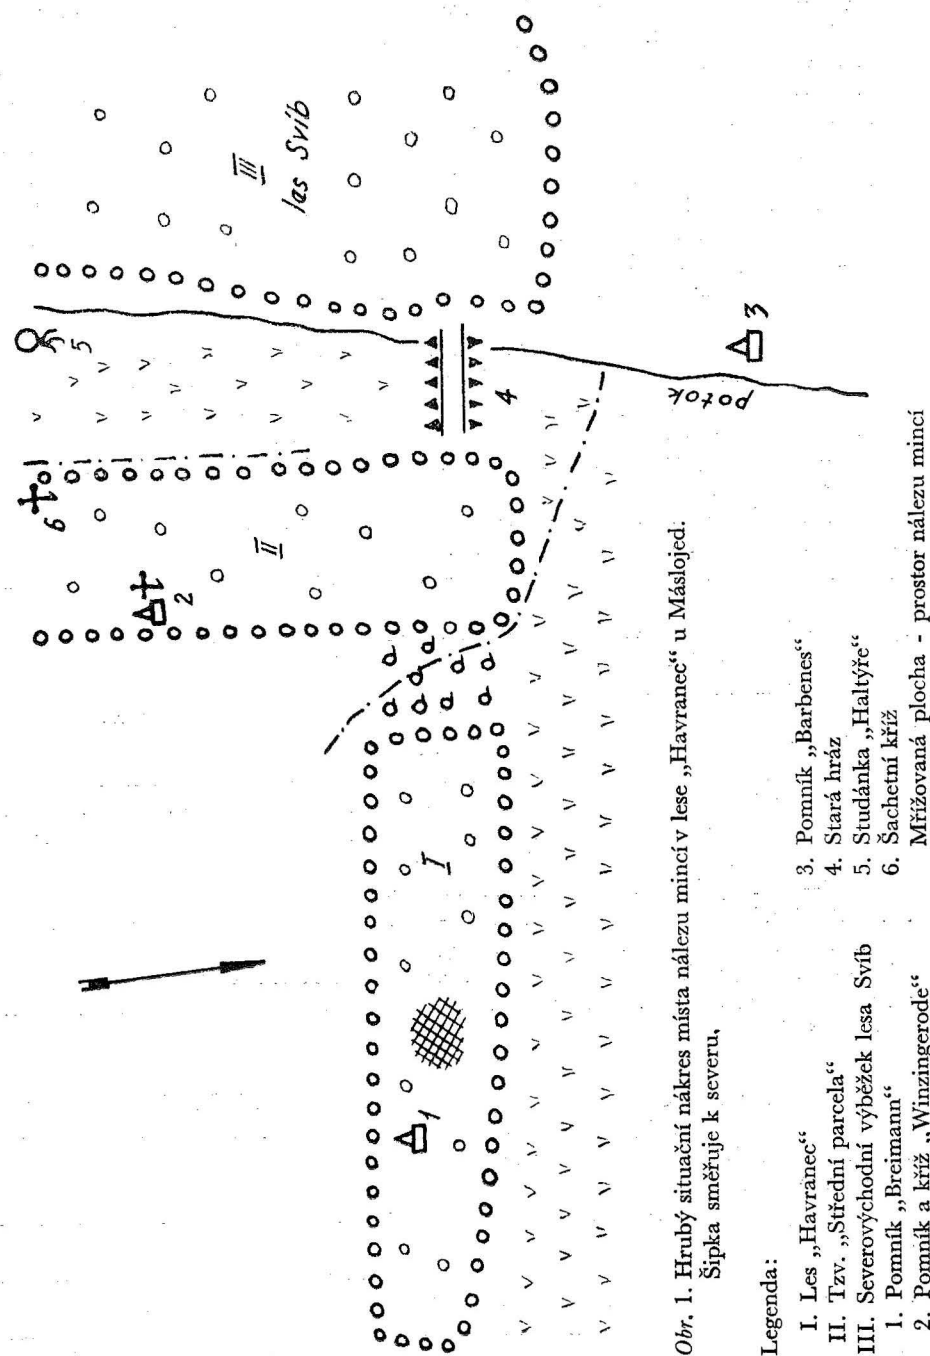 III
las Svíb
5
6
II
2
4
3
potok
I
1
Obr. 1. Hrubý situační nákres místa nálezu mincí v lese „Havranec“ u Máslojed.
Šipka směřuje k severu.
Legenda:
I. Les „Havranec“
II. Tzv. „Střední parcela“
III. Severovýchodní výběžek lesa Svíb
1. Pomník „Breimann“
2. Pomník a kříž „Winzingerode“
3. Pomník „Barbenes“
4. Stará hráz
5. Studánka „Haltýře“
6. Šachetní kříž
Mřížovaná plocha - prostor nálezu mincí